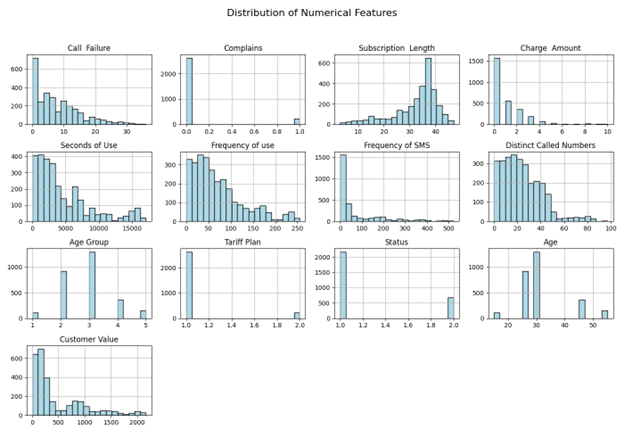 Distribution of Numerical Features
Call  Failure
Complains
Subscription  Length
Charge  Amount
600
400
200
0
0 10 20 30
2000
1000
0
0.0 0.2 0.4 0.6 0.8 1.0
600
400
200
0
10 20 30 40
1500
1000
500
0
0 2 4 6 8 10
Seconds of Use
Frequency of use
Frequency of SMS
Distinct Called Numbers
400
300
200
100
0
0 5000 10000 15000
300
200
100
0
0 50 100 150 200 250
1500
1000
500
0
0 100 200 300 400 500
300
200
100
0
0 20 40 60 80 100
Age Group
Tariff Plan
Status
Age
1000
500
0
1 2 3 4 5
2000
1000
0
1.0 1.2 1.4 1.6 1.8 2.0
2000
1500
1000
500
0
1.0 1.2 1.4 1.6 1.8 2.0
1000
500
0
20 30 40 50
Customer Value
600
400
200
0
0 500 1000 1500 2000